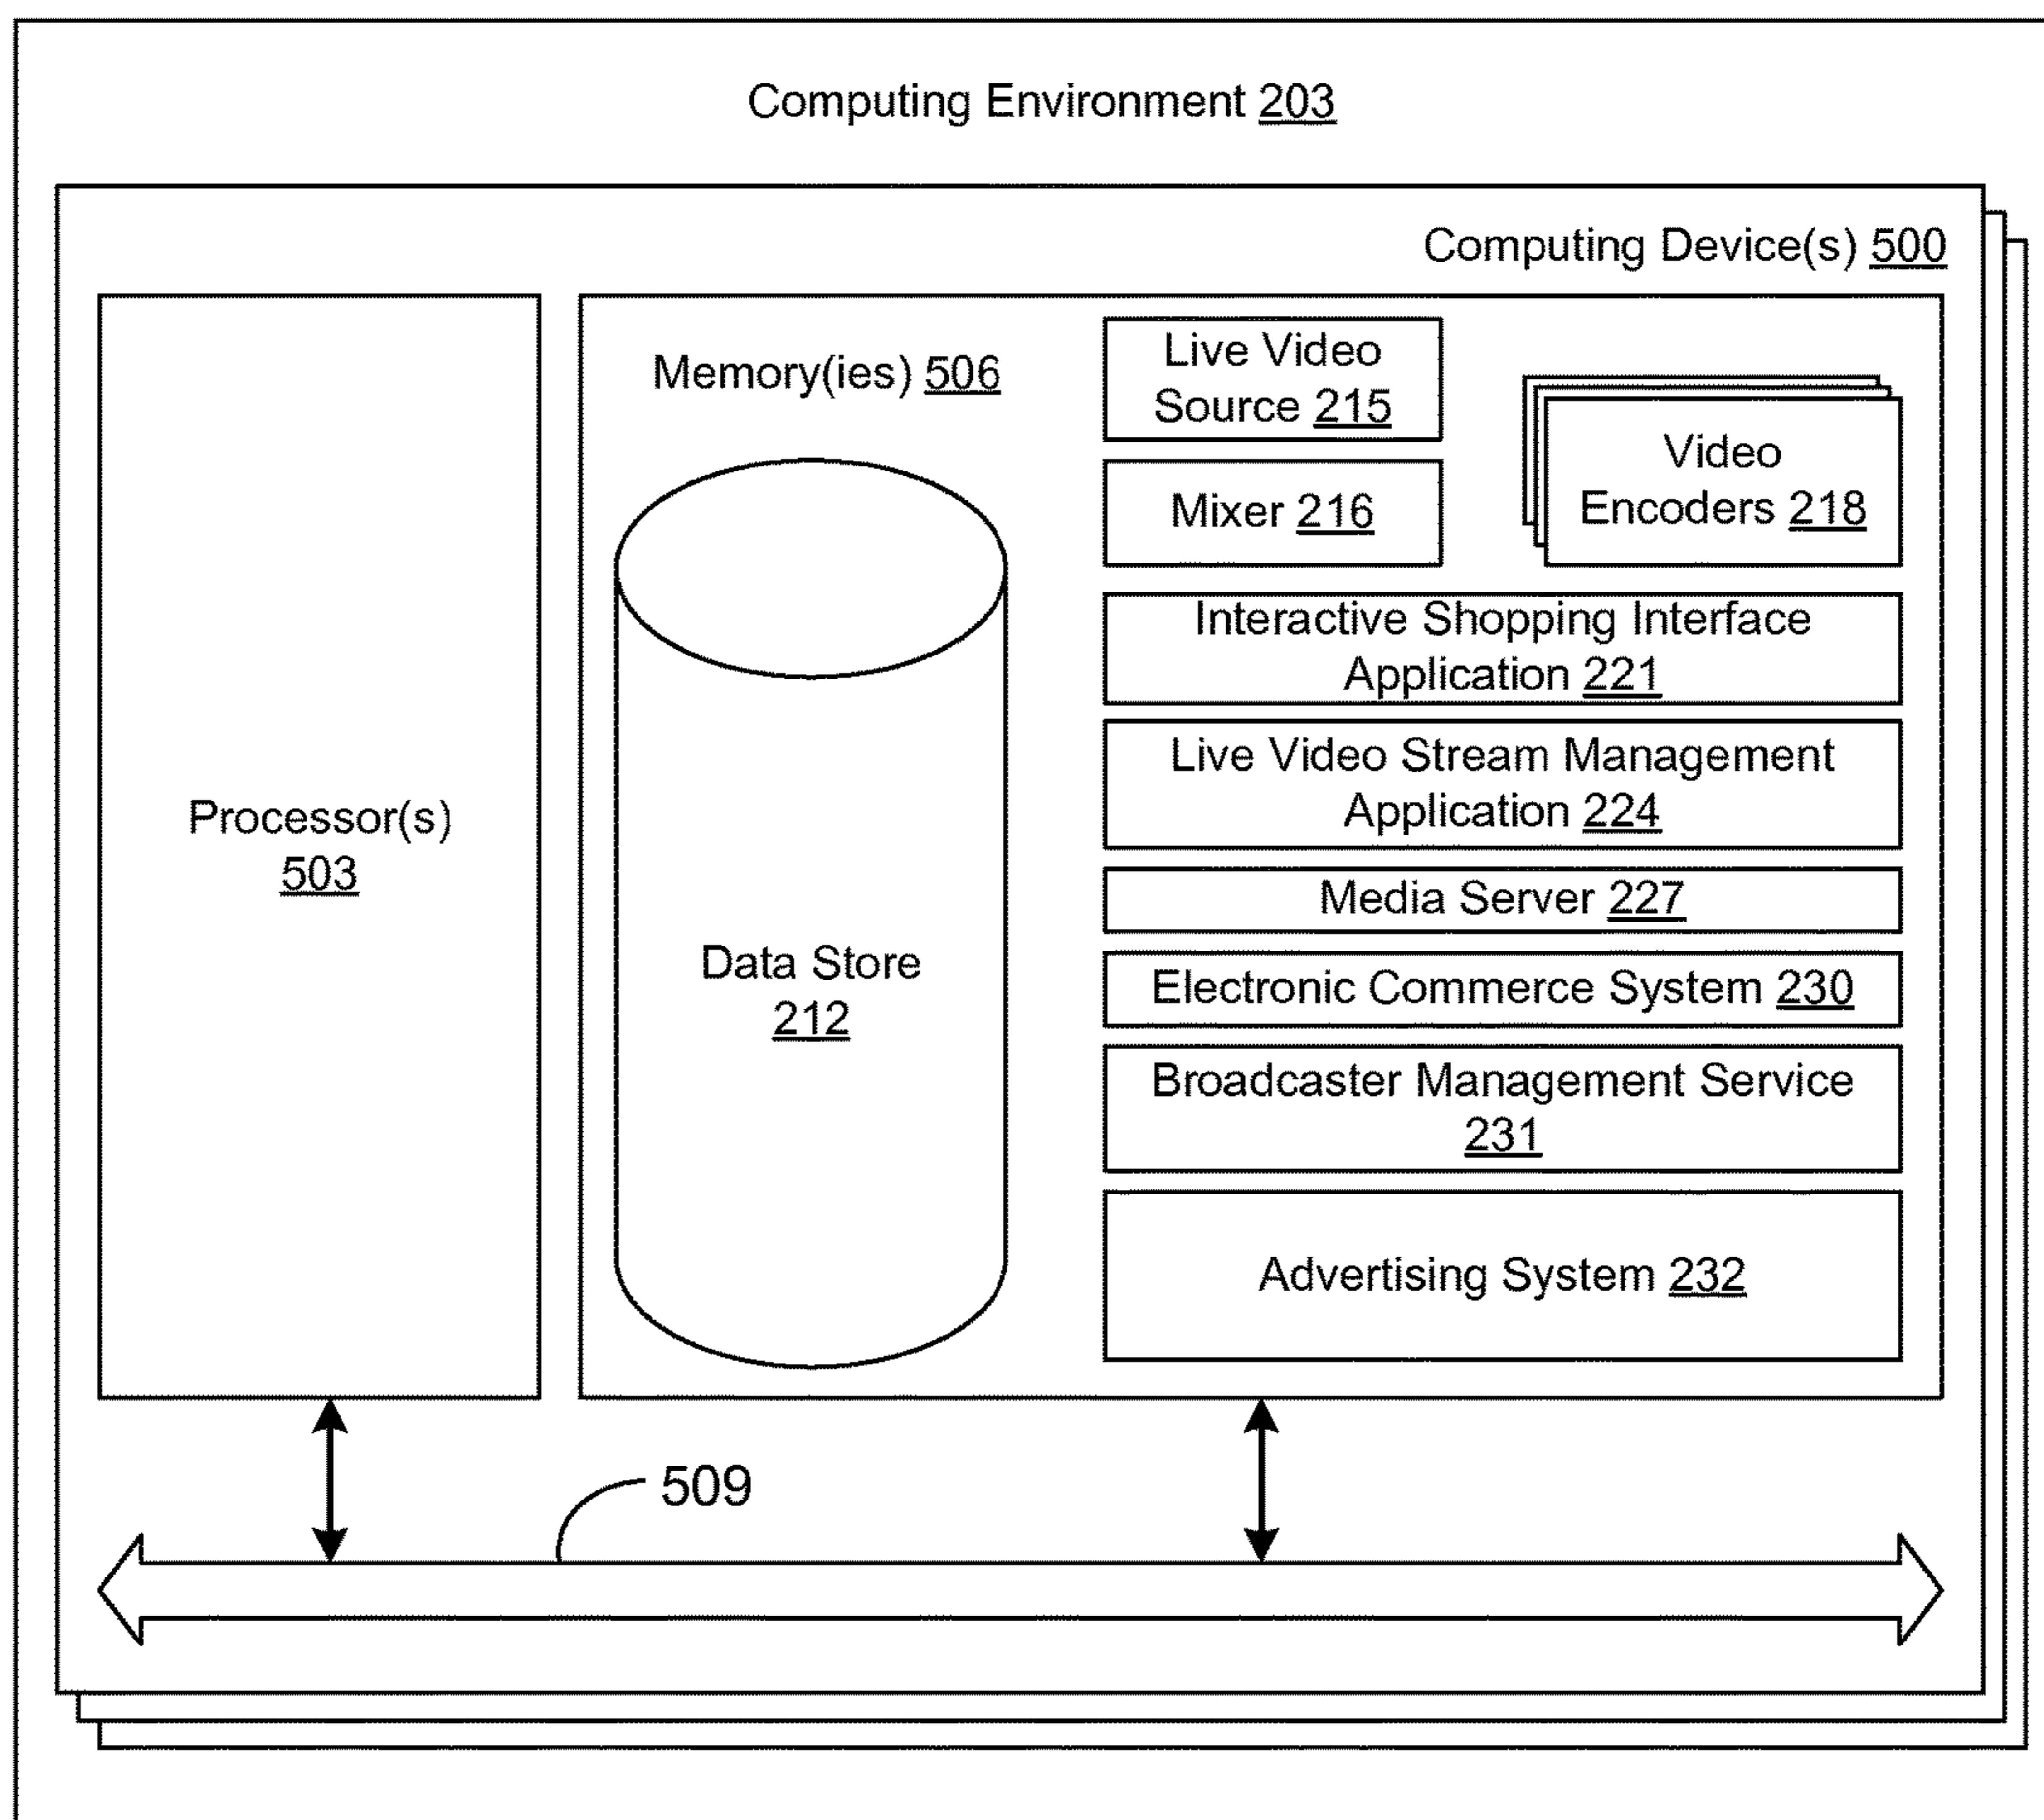 Computing Environment 203
Computing Device(s) 500
Processor(s)
503
Memory(ies) 506
Data Store
212
Live Video
Source 215
Mixer 216
Video
Encoders 218
Interactive Shopping Interface
Application 221
Live Video Stream Management
Application 224
Media Server 227
Electronic Commerce System 230
Broadcaster Management Service
231
Advertising System 232
509